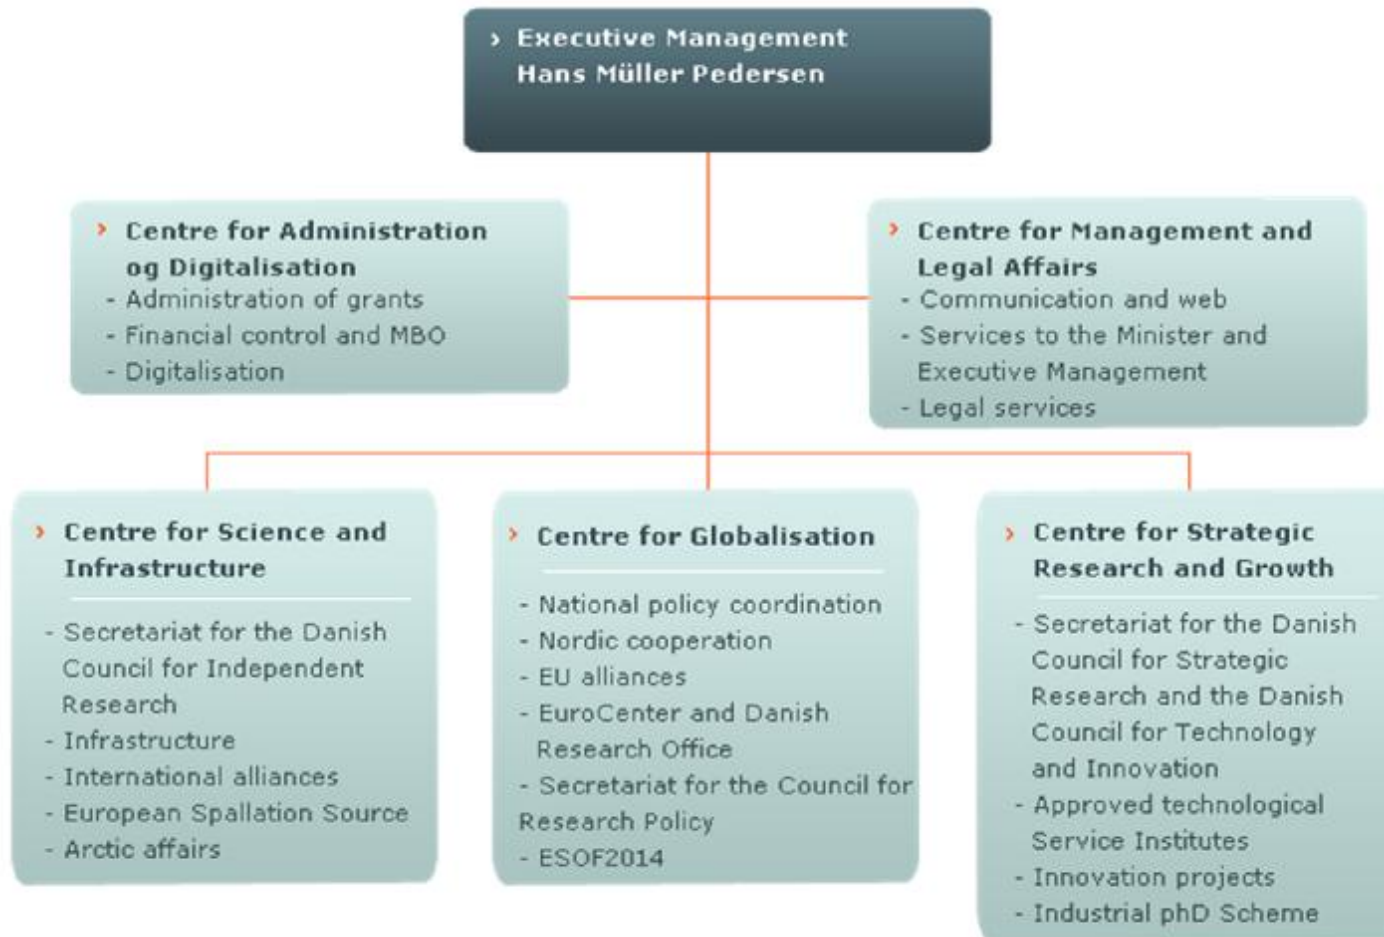 › Executive Management
Hans Müller Pedersen
› Centre for Administration
og Digitalisation
- Administration of grants
- Financial control and MBO
- Digitalisation
› Centre for Management and
Legal Affairs
- Communication and web
- Services to the Minister and
Executive Management
- Legal services
› Centre for Science and
Infrastructure
- Secretariat for the Danish
Council for Independent
Research
- Infrastructure
- International alliances
- European Spallation Source
- Arctic affairs
› Centre for Globalisation
- National policy coordination
- Nordic cooperation
- EU alliances
- EuroCenter and Danish
Research Office
- Secretariat for the Council for
Research Policy
- ESOF2014
› Centre for Strategic
Research and Growth
- Secretariat for the Danish
Council for Strategic
Research and the Danish
Council for Technology
and Innovation
- Approved technological
Service Institutes
- Innovation projects
- Industrial phD Scheme